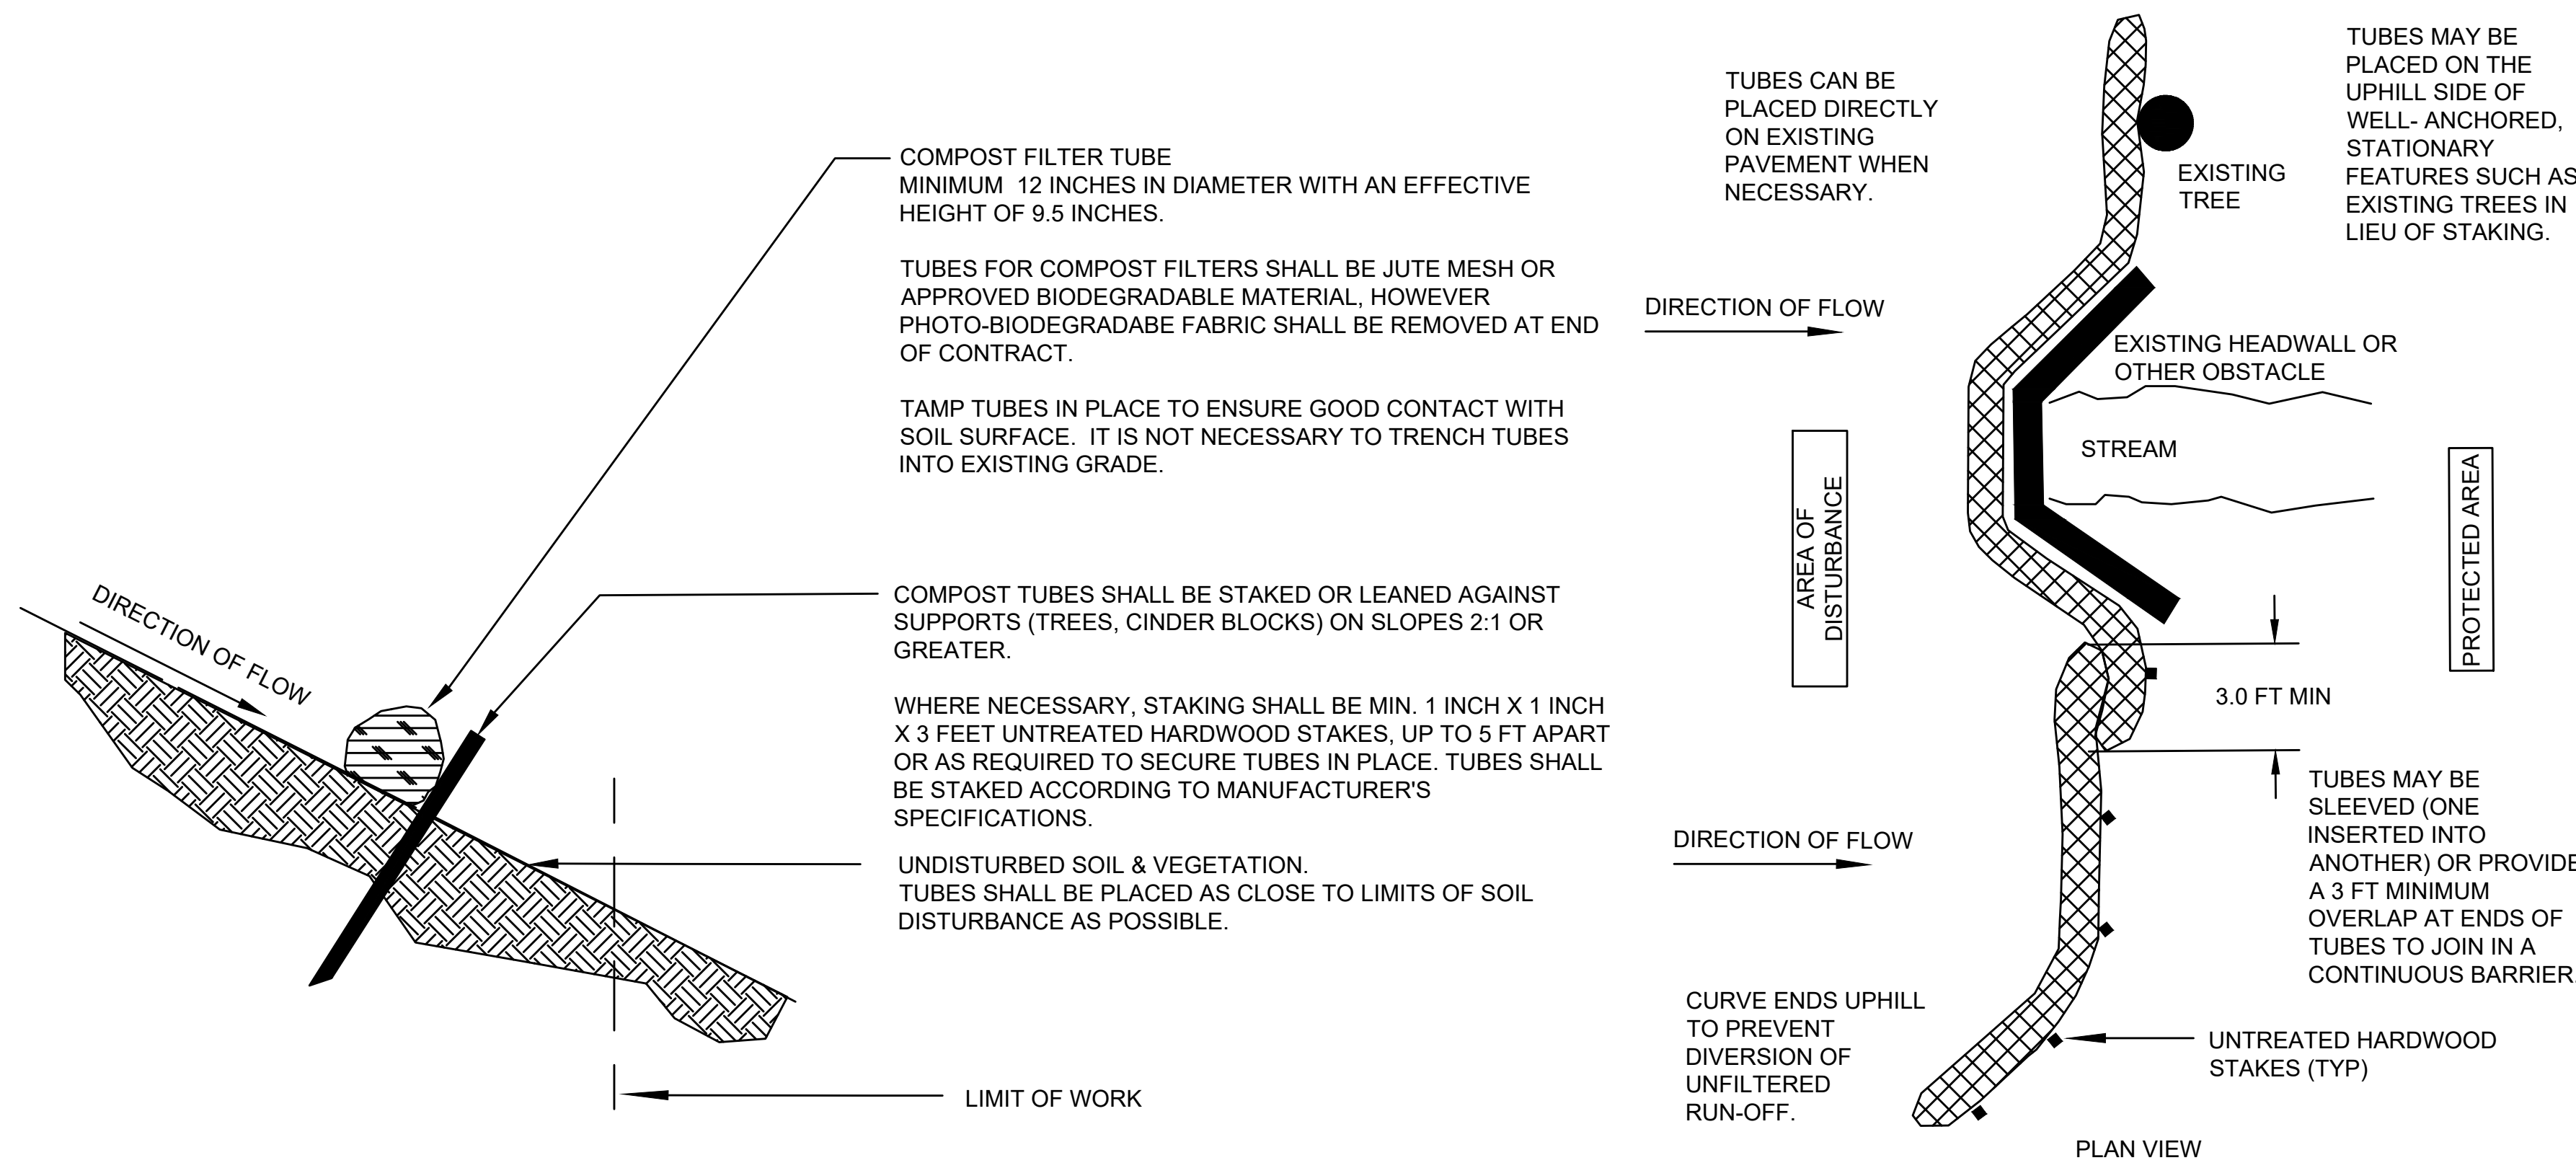 COMPOST FILTER TUBE
MINIMUM  12 INCHES IN DIAMETER WITH AN EFFECTIVE
HEIGHT OF 9.5 INCHES.
TUBES FOR COMPOST FILTERS SHALL BE JUTE MESH OR
APPROVED BIODEGRADABLE MATERIAL, HOWEVER
PHOTO-BIODEGRADABE FABRIC SHALL BE REMOVED AT END
OF CONTRACT.
TAMP TUBES IN PLACE TO ENSURE GOOD CONTACT WITH
SOIL SURFACE.  IT IS NOT NECESSARY TO TRENCH TUBES
INTO EXISTING GRADE.
COMPOST TUBES SHALL BE STAKED OR LEANED AGAINST
SUPPORTS (TREES, CINDER BLOCKS) ON SLOPES 2:1 OR
GREATER.
WHERE NECESSARY, STAKING SHALL BE MIN. 1 INCH X 1 INCH
X 3 FEET UNTREATED HARDWOOD STAKES, UP TO 5 FT APART
OR AS REQUIRED TO SECURE TUBES IN PLACE. TUBES SHALL
BE STAKED ACCORDING TO MANUFACTURER'S
SPECIFICATIONS.
UNDISTURBED SOIL & VEGETATION.
TUBES SHALL BE PLACED AS CLOSE TO LIMITS OF SOIL
DISTURBANCE AS POSSIBLE.
DIRECTION OF FLOW
LIMIT OF WORK
TUBES CAN BE
PLACED DIRECTLY
ON EXISTING
PAVEMENT WHEN
NECESSARY.
TUBES MAY BE
PLACED ON THE
UPHILL SIDE OF
WELL- ANCHORED,
STATIONARY
FEATURES SUCH AS
EXISTING TREES IN
LIEU OF STAKING.
EXISTING
TREE
DIRECTION OF FLOW
EXISTING HEADWALL OR
OTHER OBSTACLE
STREAM
AREA OF
DISTURBANCE
PROTECTED AREA
3.0 FT MIN
TUBES MAY BE
SLEEVED (ONE
INSERTED INTO
ANOTHER) OR PROVIDE
A 3 FT MINIMUM
OVERLAP AT ENDS OF
TUBES TO JOIN IN A
CONTINUOUS BARRIER.
DIRECTION OF FLOW
CURVE ENDS UPHILL
TO PREVENT
DIVERSION OF
UNFILTERED
RUN-OFF.
UNTREATED HARDWOOD
STAKES (TYP)
PLAN VIEW